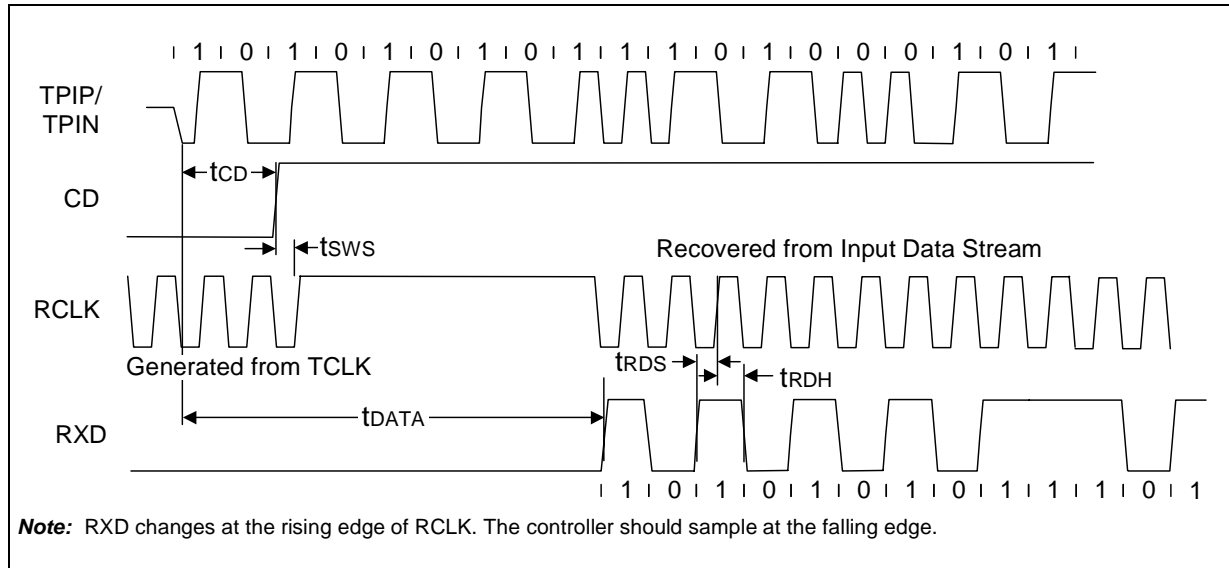 ı 1 ı 0 ı 1 ı 0 ı 1 ı 0 ı 1 ı 0 ı 1 ı 1 ı 1 ı 0 ı 1 ı 0 ı 0 ı 0 ı 1 ı 0 ı 1 ı
TPIP/
TPIN
tCD
CD
tSWS
Recovered from Input Data Stream
RCLK
Generated from TCLK
tRDS
tRDH
tDATA
RXD
ı 1 ı 0 ı 1 ı 0 ı 1 ı 0 ı 1 ı 0 ı 1 ı 1 ı 1 ı 0 ı 1
Note: RXD changes at the rising edge of RCLK. The controller should sample at the falling edge.